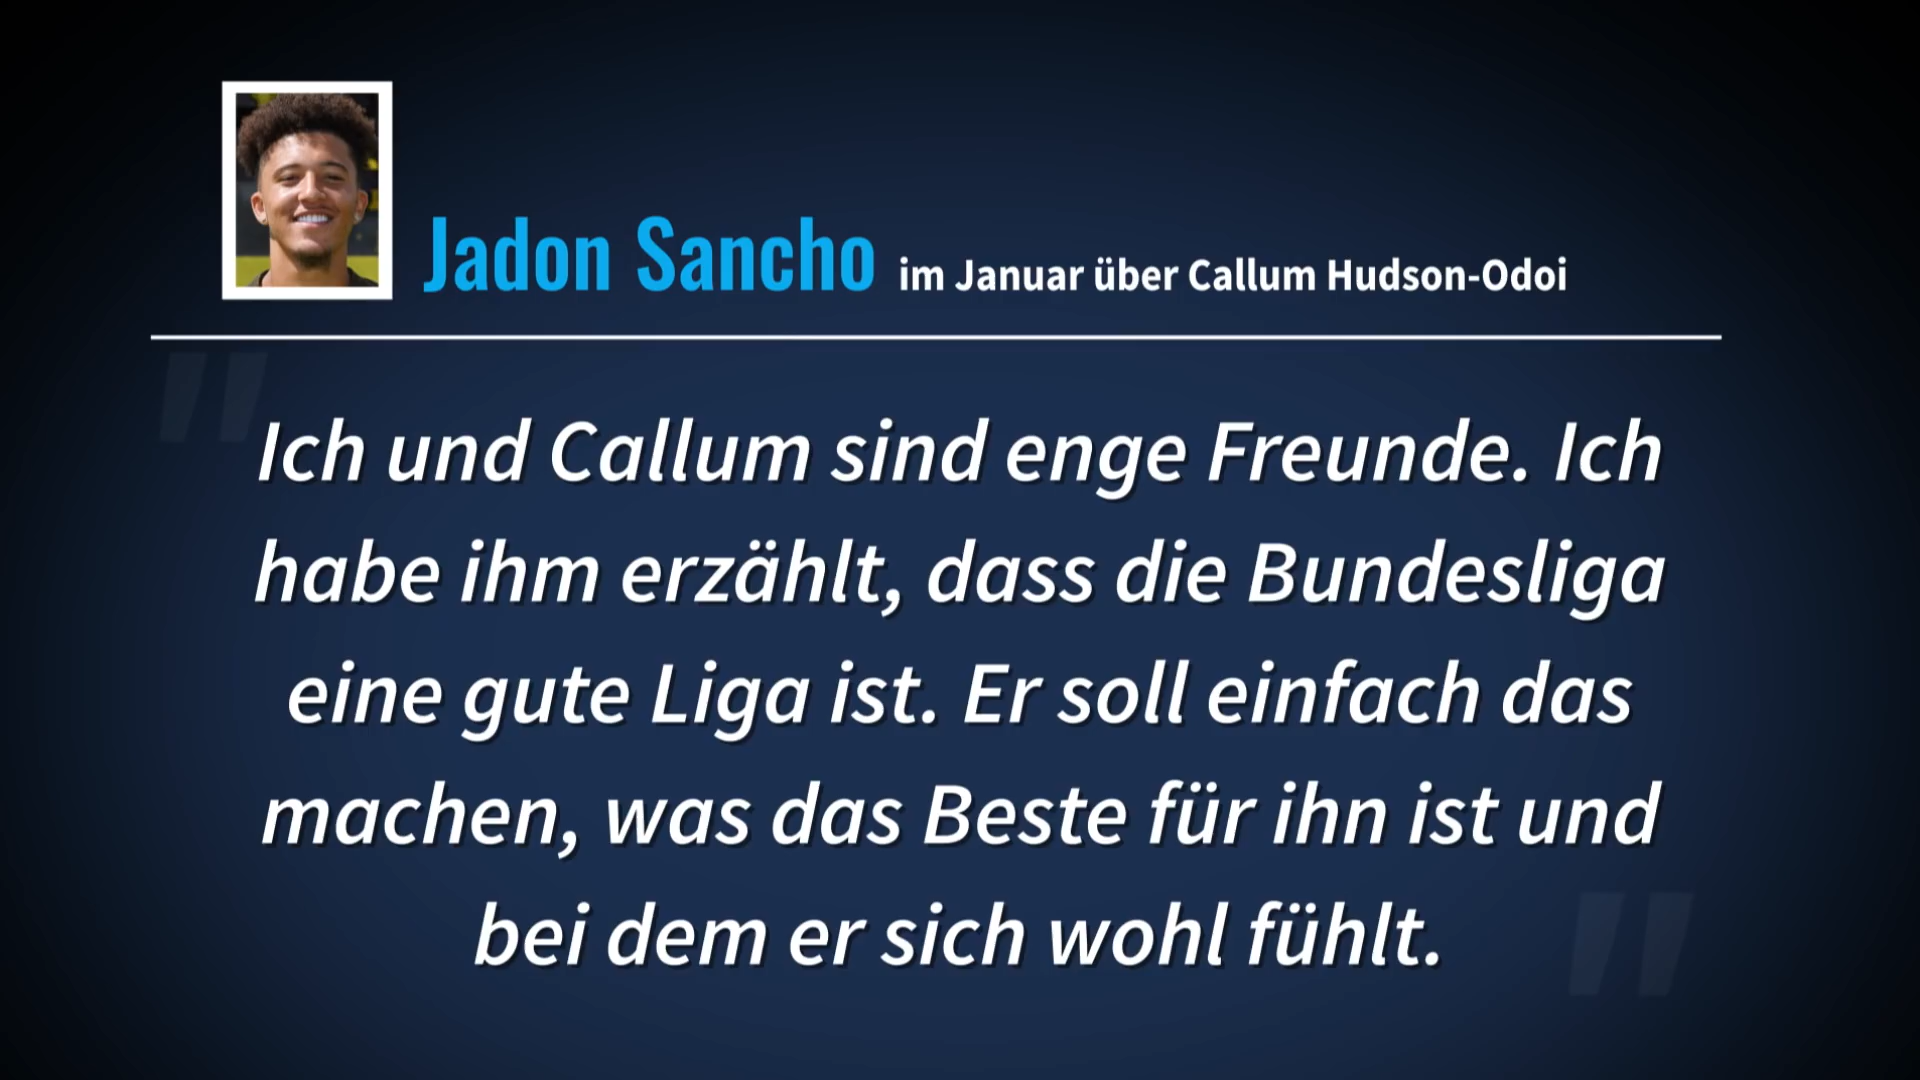 Jadon Sancho im Januar über Callum Hudson-Odoi
"Ich und Callum sind enge Freunde. Ich
habe ihm erzählt, dass die Bundesliga
eine gute Liga ist. Er soll einfach das
machen, was das Beste für ihn ist und
bei dem er sich wohl fühlt."